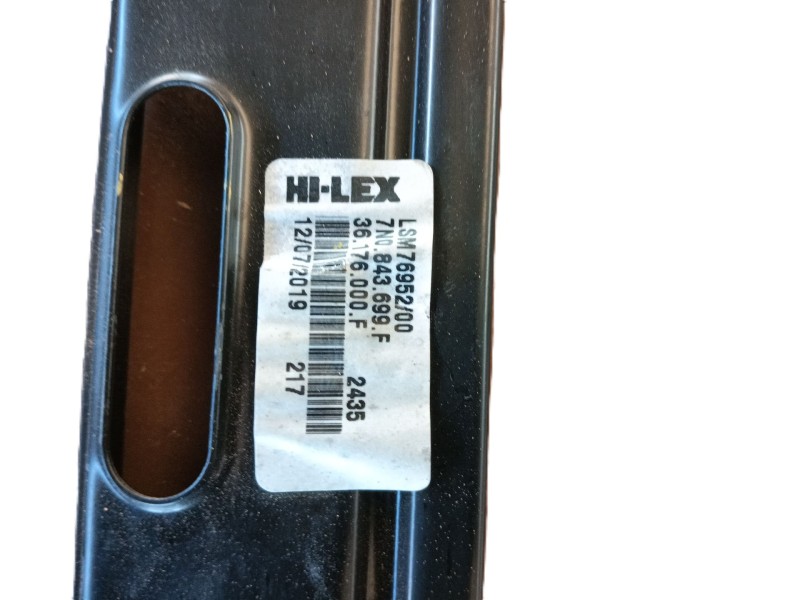 HI-LEX
LSM76952/00
7N0.843.699.F
36.176.000.F 2435
12/07/2019 217